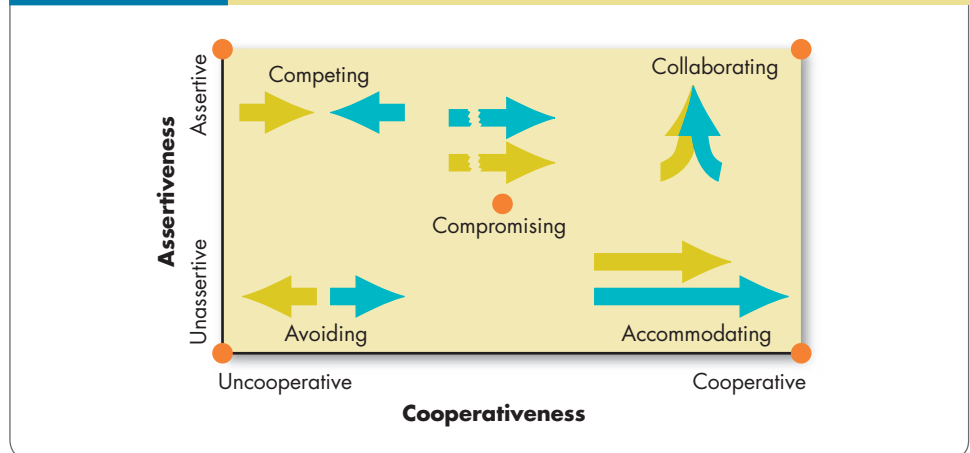 Assertiveness
Assertive
Unassertive
Competing
Collaborating
Compromising
Avoiding
Accommodating
Uncooperative
Cooperative
Cooperativeness